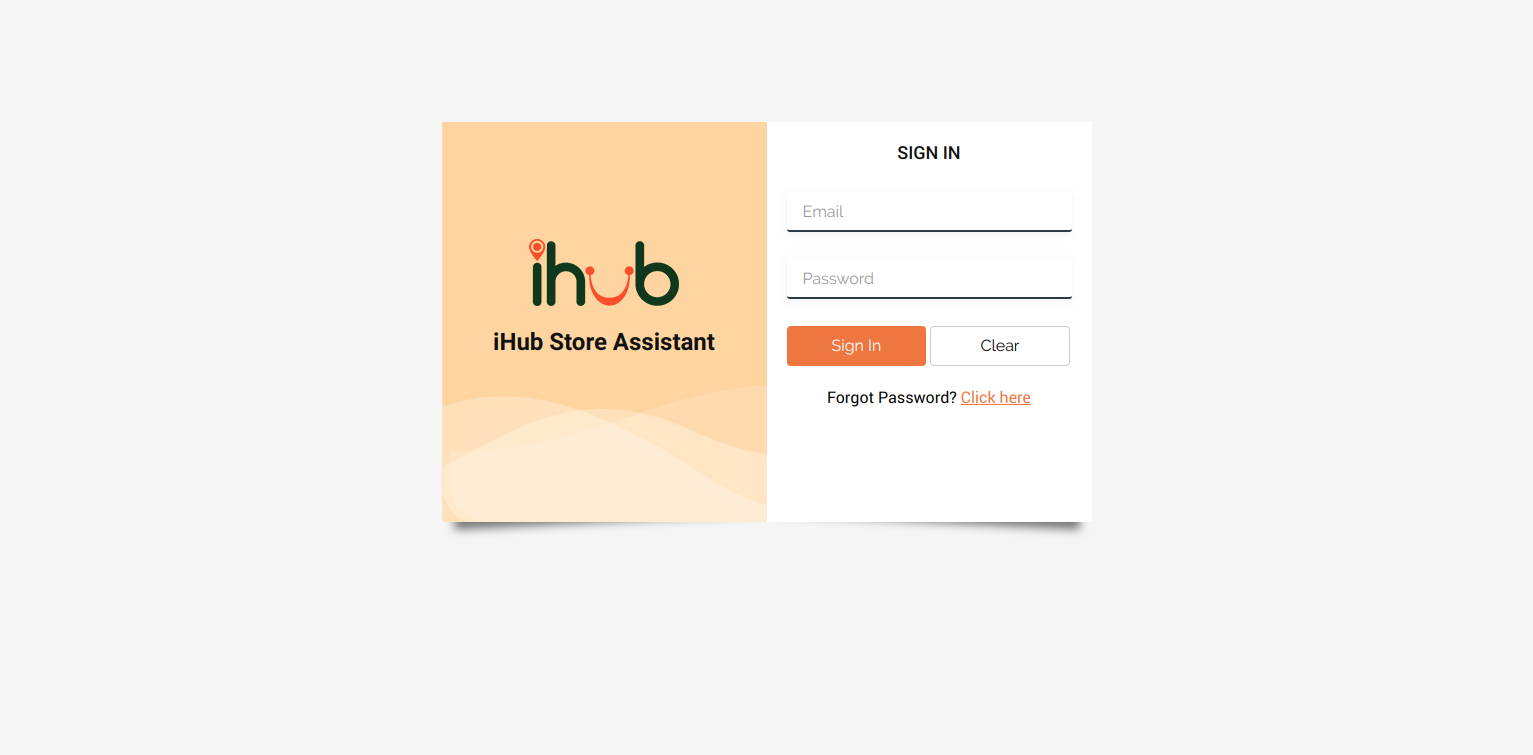 ihub
iHub Store Assistant
SIGN IN
Email
Password
Sign In
Clear
Forgot Password? Click here